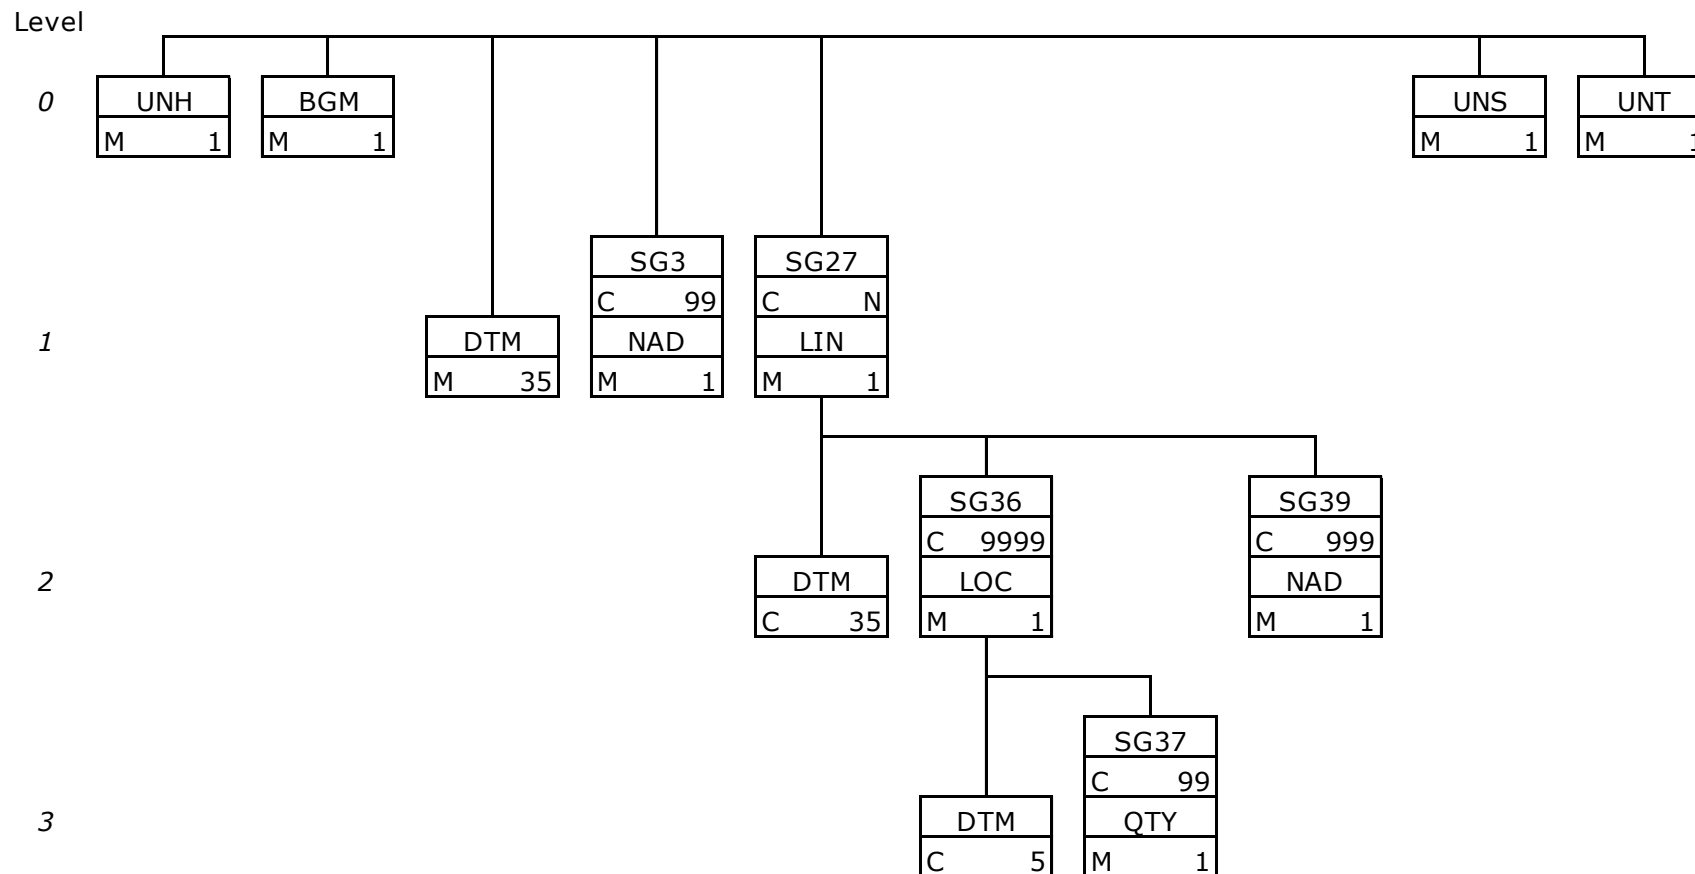 Level
0 UNH BGM UNS UNT
M 1 M 1 M 1 M 1
SG3 SG27
C 99 C N
1 DTM NAD LIN
M 35 M 1 M 1
SG36 SG39
C 9999 C 999
2 DTM LOC NAD
C 35 M 1 M 1
SG37
C 99
3 DTM QTY
C 5 M 1